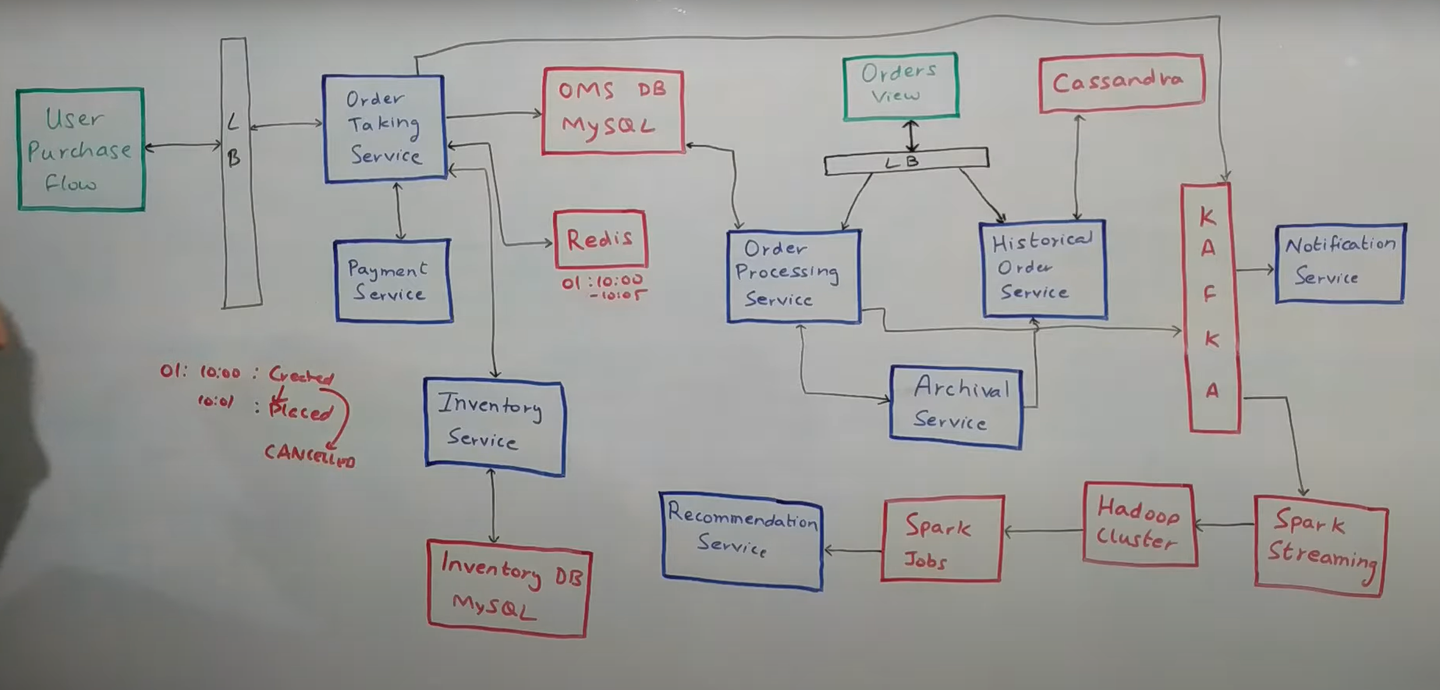 User
Purchase
Flow
L
B
Order
Taking
Service
Payment
Service
OMS DB
MySQL
Redis
01:10:00
-10:05
01: 10:00 : Created
10:01 : Placed
CANCELLED
Inventory
Service
Inventory DB
MySQL
Orders
View
LB
Cassandra
Order
Processing
Service
Historical
Order
Service
Archival
Service
K
A
F
K
A
Notification
Service
Recommendation
Service
Spark
Jobs
Hadoop
Cluster
Spark
Streaming